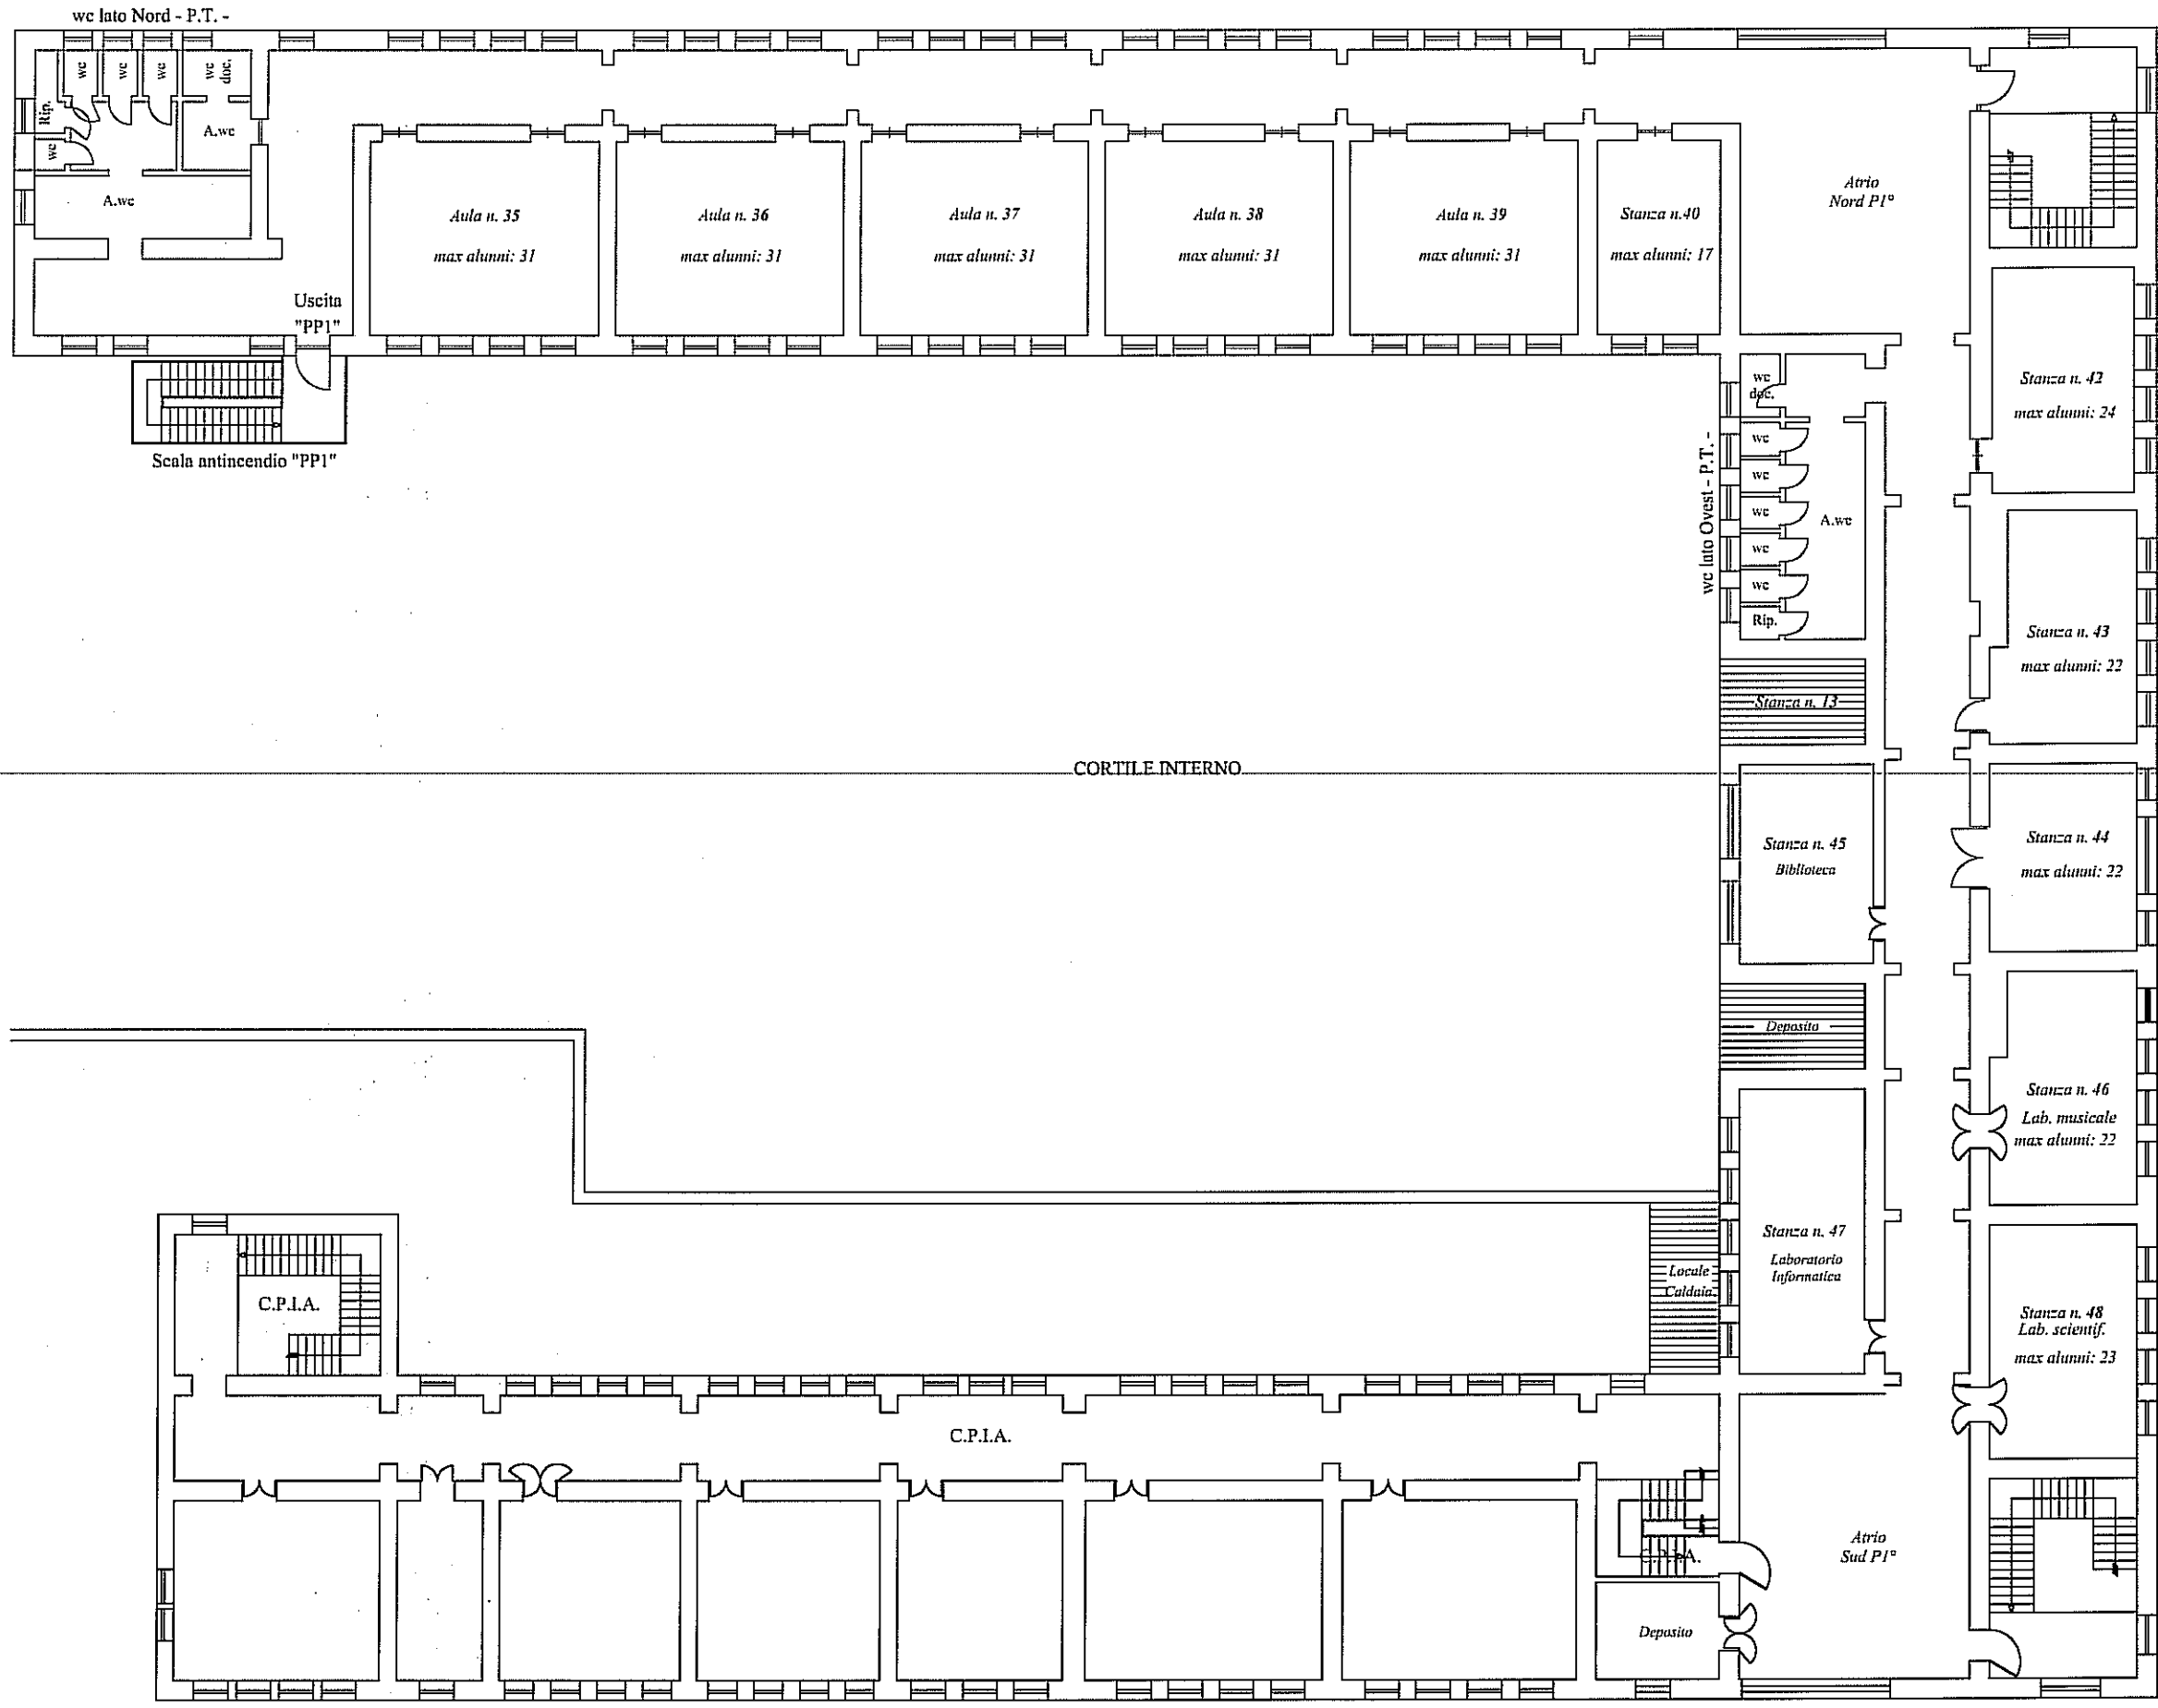 wc lato Nord - P.T. -
wc
wc
wc
wc
doc.
Rip.
wc
A.wc
A.wc
Uscita
"PP1"
Scala antincendio "PP1"
Aula n. 35
max alunni: 31
Aula n. 36
max alunni: 31
Aula n. 37
max alunni: 31
Aula n. 38
max alunni: 31
Aula n. 39
max alunni: 31
Stanza n.40
max alunni: 17
Atrio
Nord P1°
Stanza n. 42
max alunni: 24
wc
doc.
wc
wc
wc
wc
wc
Rip.
A.wc
wc lato Ovest - P.T. -
Stanza n. 43
max alunni: 22
Stanza n. 13
CORTILE INTERNO
Stanza n. 45
Biblioteca
Stanza n. 44
max alunni: 22
Deposito
Stanza n. 46
Lab. musicale
max alunni: 22
Stanza n. 47
Laboratorio
Informatica
Locale
Caldaia
Stanza n. 48
Lab. scientif.
max alunni: 23
C.P.I.A.
C.P.I.A.
C.P.I.A.
Atrio
Sud P1°
Deposito